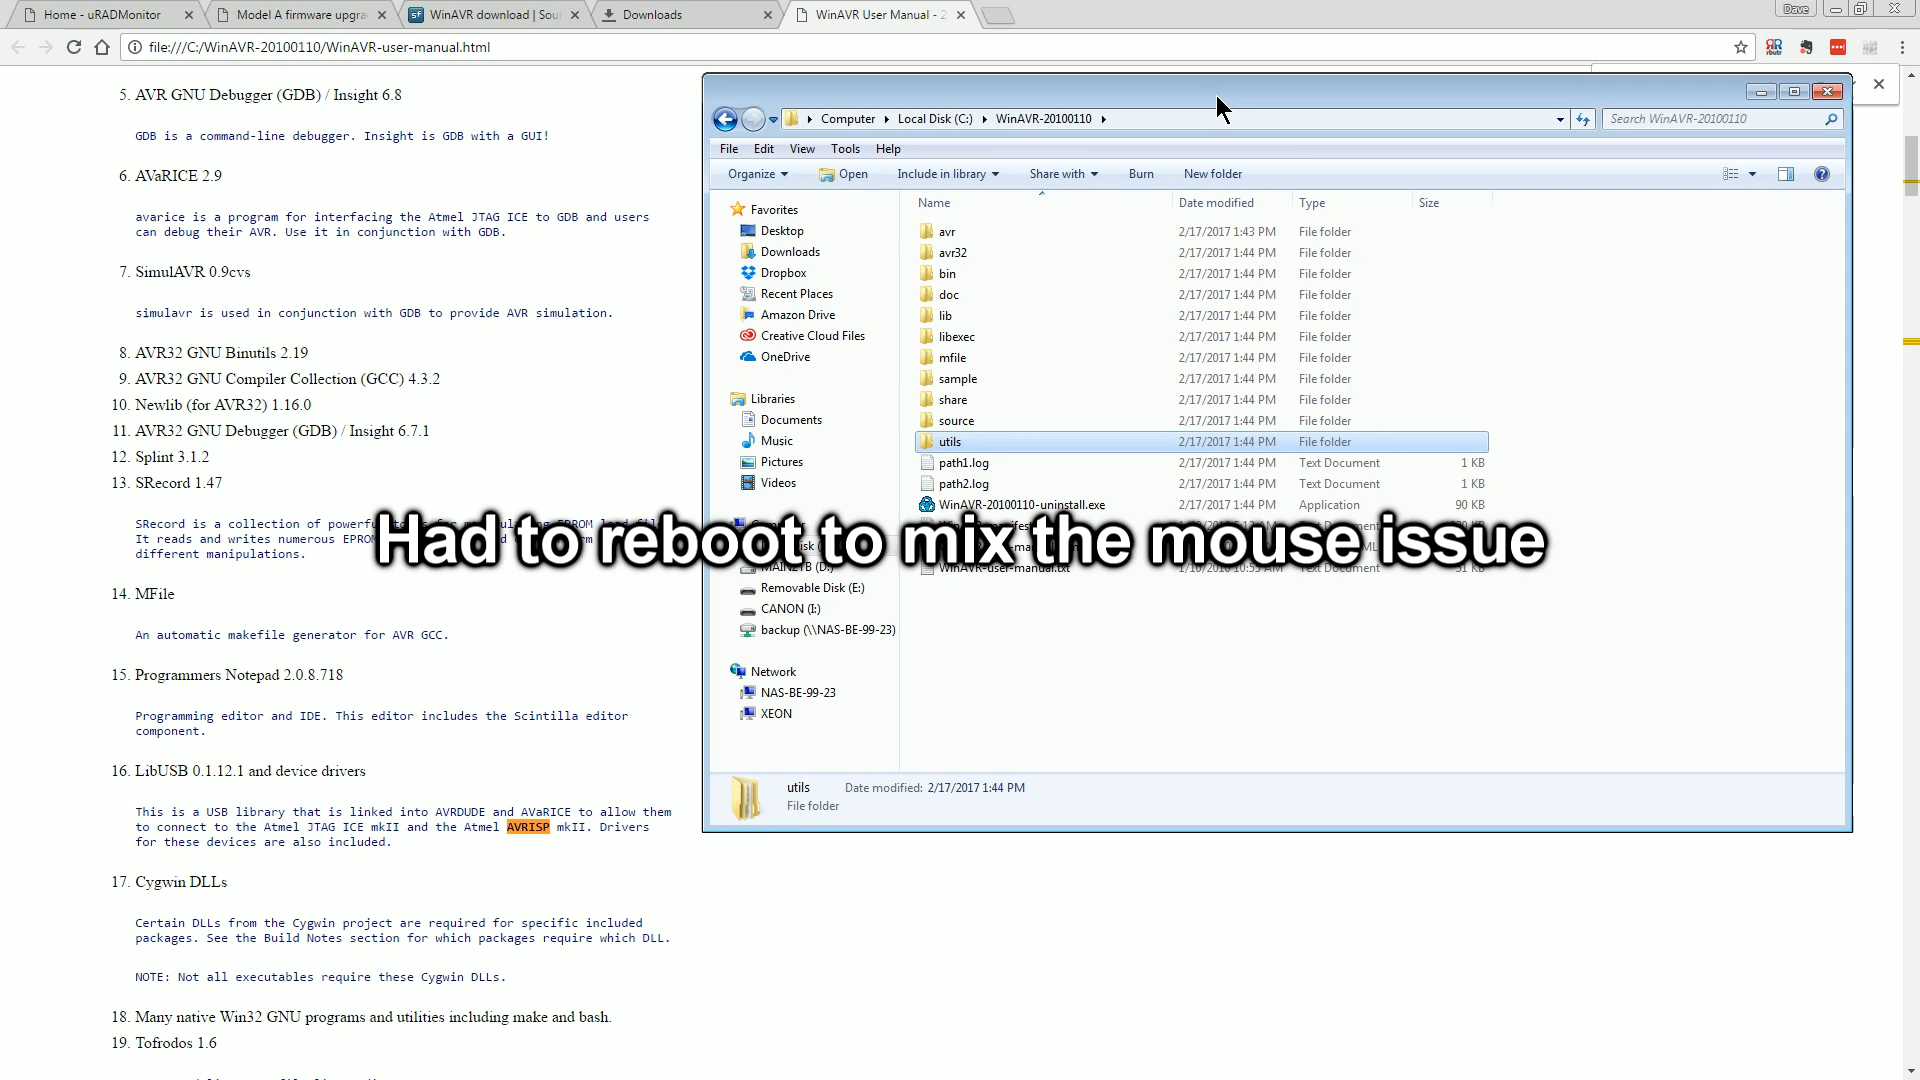 Home - uRADMonitor
Model A firmware upgra
WinAVR download | Sou
Downloads
WinAVR User Manual - 2
Dave
file:///C:/WinAVR-20100110/WinAVR-user-manual.html
5. AVR GNU Debugger (GDB) / Insight 6.8
GDB is a command-line debugger. Insight is GDB with a GUI!
6. AVaRICE 2.9
avarice is a program for interfacing the Atmel JTAG ICE to GDB and users
can debug their AVR. Use it in conjunction with GDB.
7. SimulAVR 0.9cvs
simulavr is used in conjunction with GDB to provide AVR simulation.
8. AVR32 GNU Binutils 2.19
9. AVR32 GNU Compiler Collection (GCC) 4.3.2
10. Newlib (for AVR32) 1.16.0
11. AVR32 GNU Debugger (GDB) / Insight 6.7.1
12. Splint 3.1.2
13. SRecord 1.47
SRecord is a collection of powerful
It reads and writes numerous EPROM
different manipulations.
14. MFile
An automatic makefile generator for AVR GCC.
15. Programmers Notepad 2.0.8.718
Programming editor and IDE. This editor includes the Scintilla editor
component.
16. LibUSB 0.1.12.1 and device drivers
This is a USB library that is linked into AVRDUDE and AVaRICE to allow them
to connect to the Atmel JTAG ICE mkII and the Atmel AVRISP mkII. Drivers
for these devices are also included.
17. Cygwin DLLs
Certain DLLs from the Cygwin project are required for specific included
packages. See the Build Notes section for which packages require which DLL.
NOTE: Not all executables require these Cygwin DLLs.
18. Many native Win32 GNU programs and utilities including make and bash.
19. Tofrodos 1.6
Computer Local Disk (C:) WinAVR-20100110
Search WinAVR-20100110
File Edit View Tools Help
Organize Open Include in library Share with Burn New folder
Favorites
Desktop
Downloads
Dropbox
Recent Places
Amazon Drive
Creative Cloud Files
OneDrive
Libraries
Documents
Music
Pictures
Videos
MAIN2TB (D:)
Removable Disk (E:)
CANON (I:)
backup (\\NAS-BE-99-23)
Network
NAS-BE-99-23
XEON
Name Date modified Type Size
avr 2/17/2017 1:43 PM File folder
avr32 2/17/2017 1:44 PM File folder
bin 2/17/2017 1:44 PM File folder
doc 2/17/2017 1:44 PM File folder
lib 2/17/2017 1:44 PM File folder
libexec 2/17/2017 1:44 PM File folder
mfile 2/17/2017 1:44 PM File folder
sample 2/17/2017 1:44 PM File folder
share 2/17/2017 1:44 PM File folder
source 2/17/2017 1:44 PM File folder
utils 2/17/2017 1:44 PM File folder
path1.log 2/17/2017 1:44 PM Text Document 1 KB
path2.log 2/17/2017 1:44 PM Text Document 1 KB
WinAVR-20100110-uninstall.exe 2/17/2017 1:44 PM Application 90 KB
WinAVR-user-manual.txt 1/10/2010 10:53 AM Text Document 51 KB
Had to reboot to mix the mouse issue
utils Date modified: 2/17/2017 1:44 PM
File folder